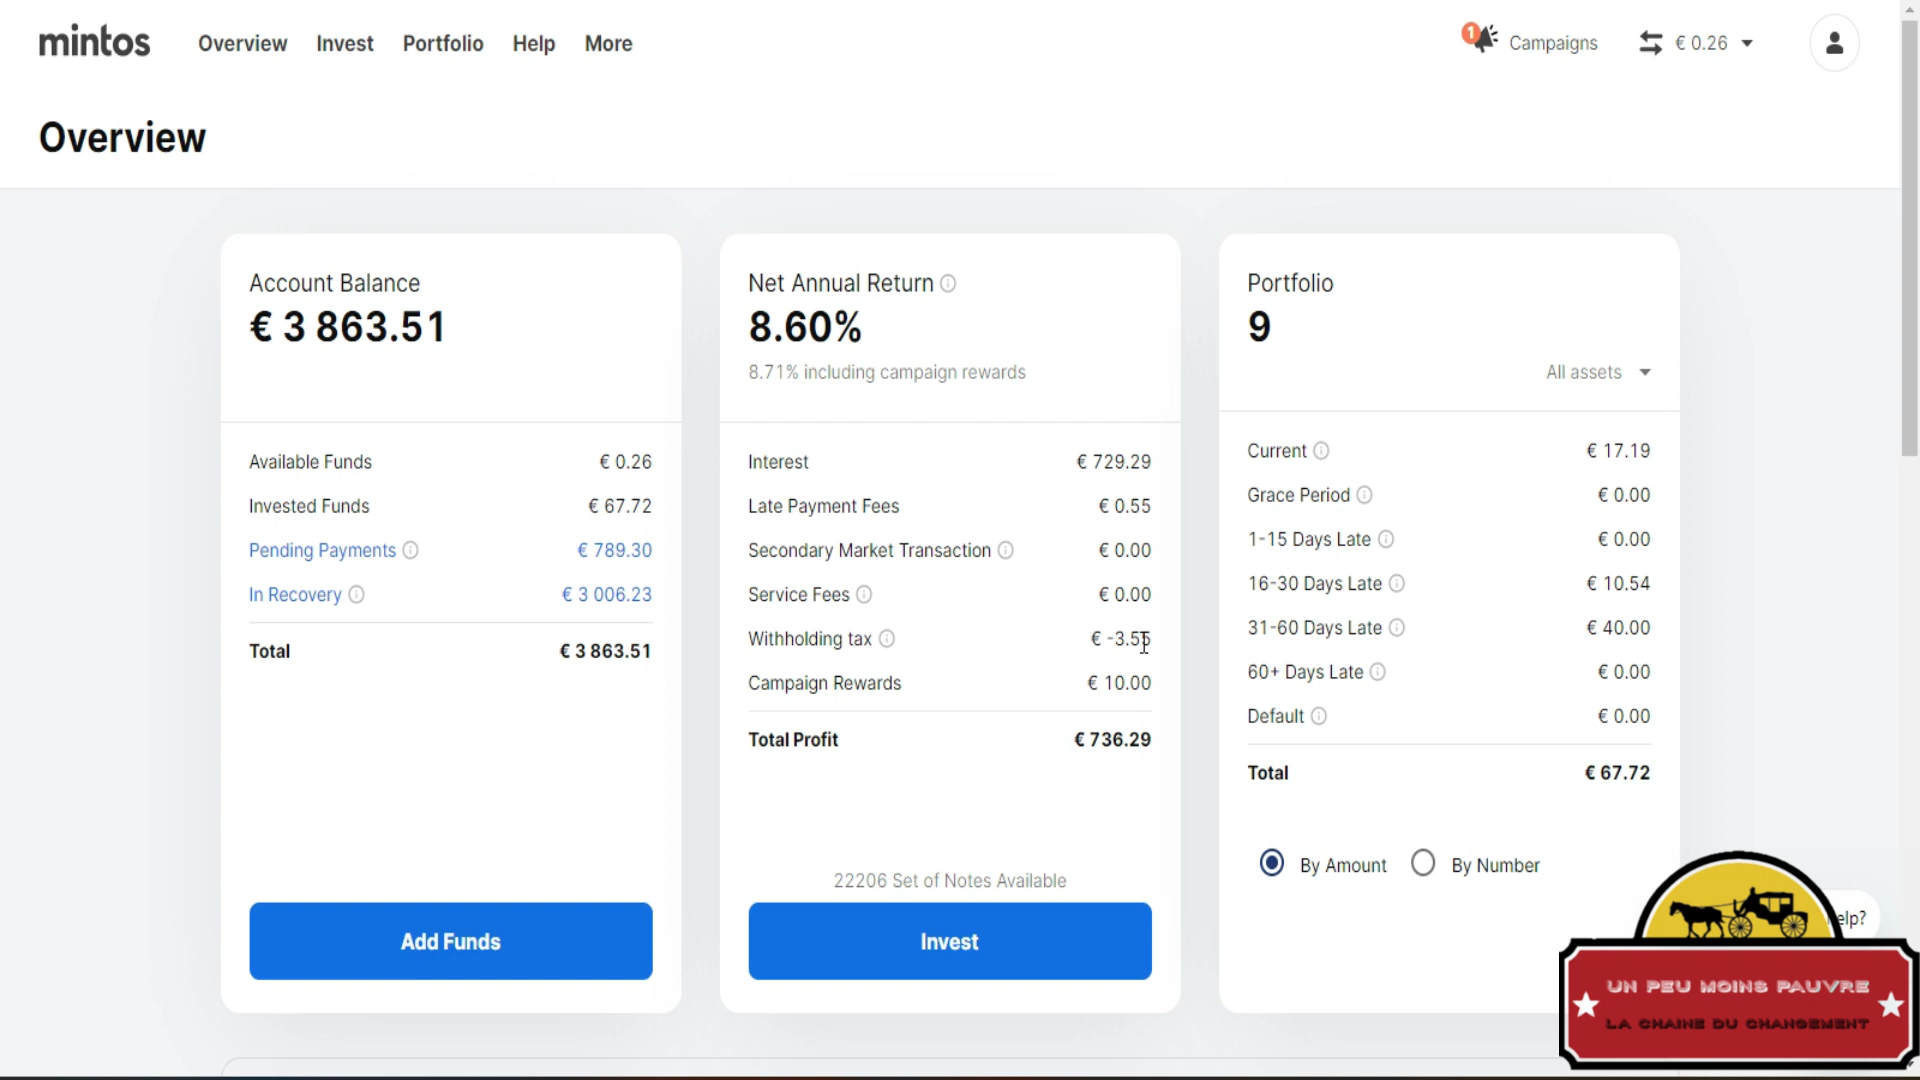 mintos Overview Invest Portfolio Help More 1 Campaigns € 0.26
Overview
Account Balance
€ 3 863.51
Available Funds € 0.26
Invested Funds € 67.72
Pending Payments € 789.30
In Recovery € 3 006.23
Total € 3 863.51
Add Funds
Net Annual Return
8.60%
8.71% including campaign rewards
Interest € 729.29
Late Payment Fees € 0.55
Secondary Market Transaction € 0.00
Service Fees € 0.00
Withholding tax € -3.55
Campaign Rewards € 10.00
Total Profit € 736.29
22206 Set of Notes Available
Invest
Portfolio
9
All assets
Current € 17.19
Grace Period € 0.00
1-15 Days Late € 0.00
16-30 Days Late € 10.54
31-60 Days Late € 40.00
60+ Days Late € 0.00
Default € 0.00
Total € 67.72
By Amount By Number
elp?
UN PEU MOINS PAUVRE
LA CHAINE DU CHANGEMENT